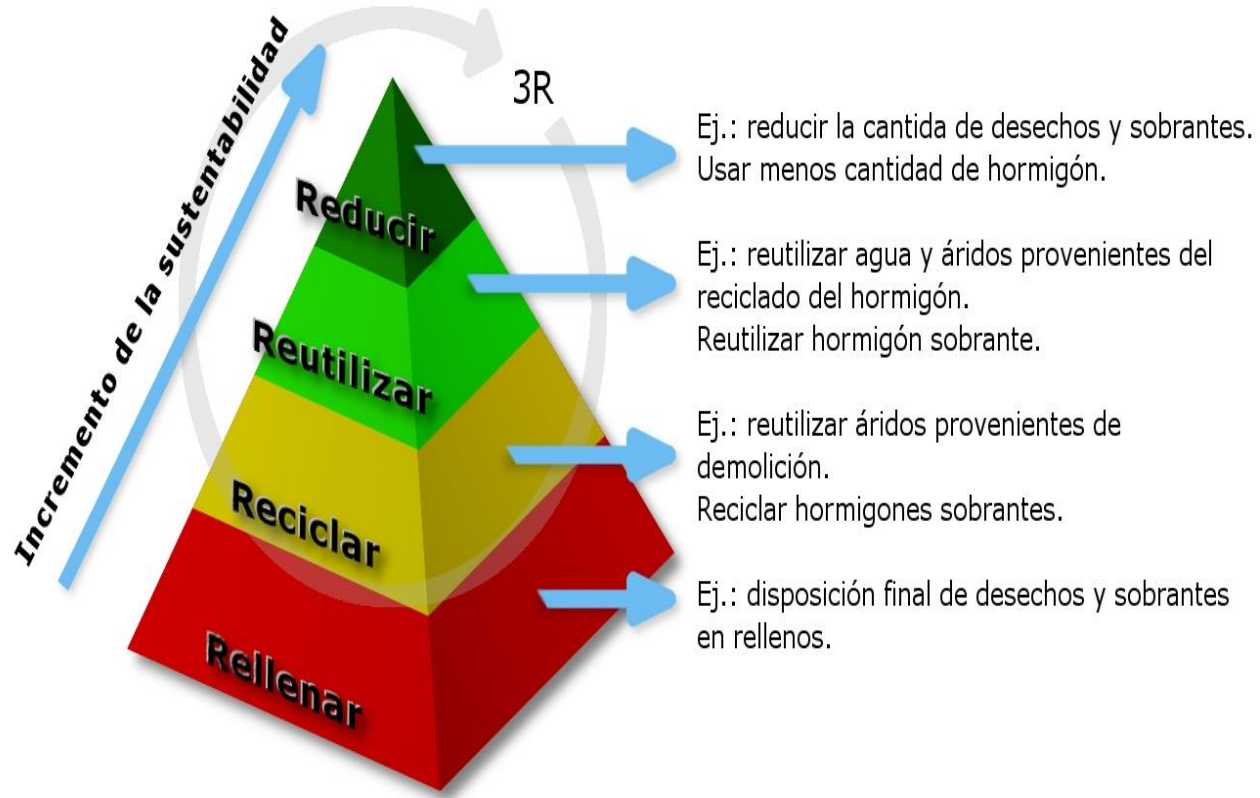 Incremento de la sustentabilidad
3R
Reducir
Ej.: reducir la cantida de desechos y sobrantes.
Usar menos cantidad de hormigón.
Reutilizar
Ej.: reutilizar agua y áridos provenientes del
reciclado del hormigón.
Reutilizar hormigón sobrante.
Reciclar
Ej.: reutilizar áridos provenientes de
demolición.
Reciclar hormigones sobrantes.
Rellenar
Ej.: disposición final de desechos y sobrantes
en rellenos.